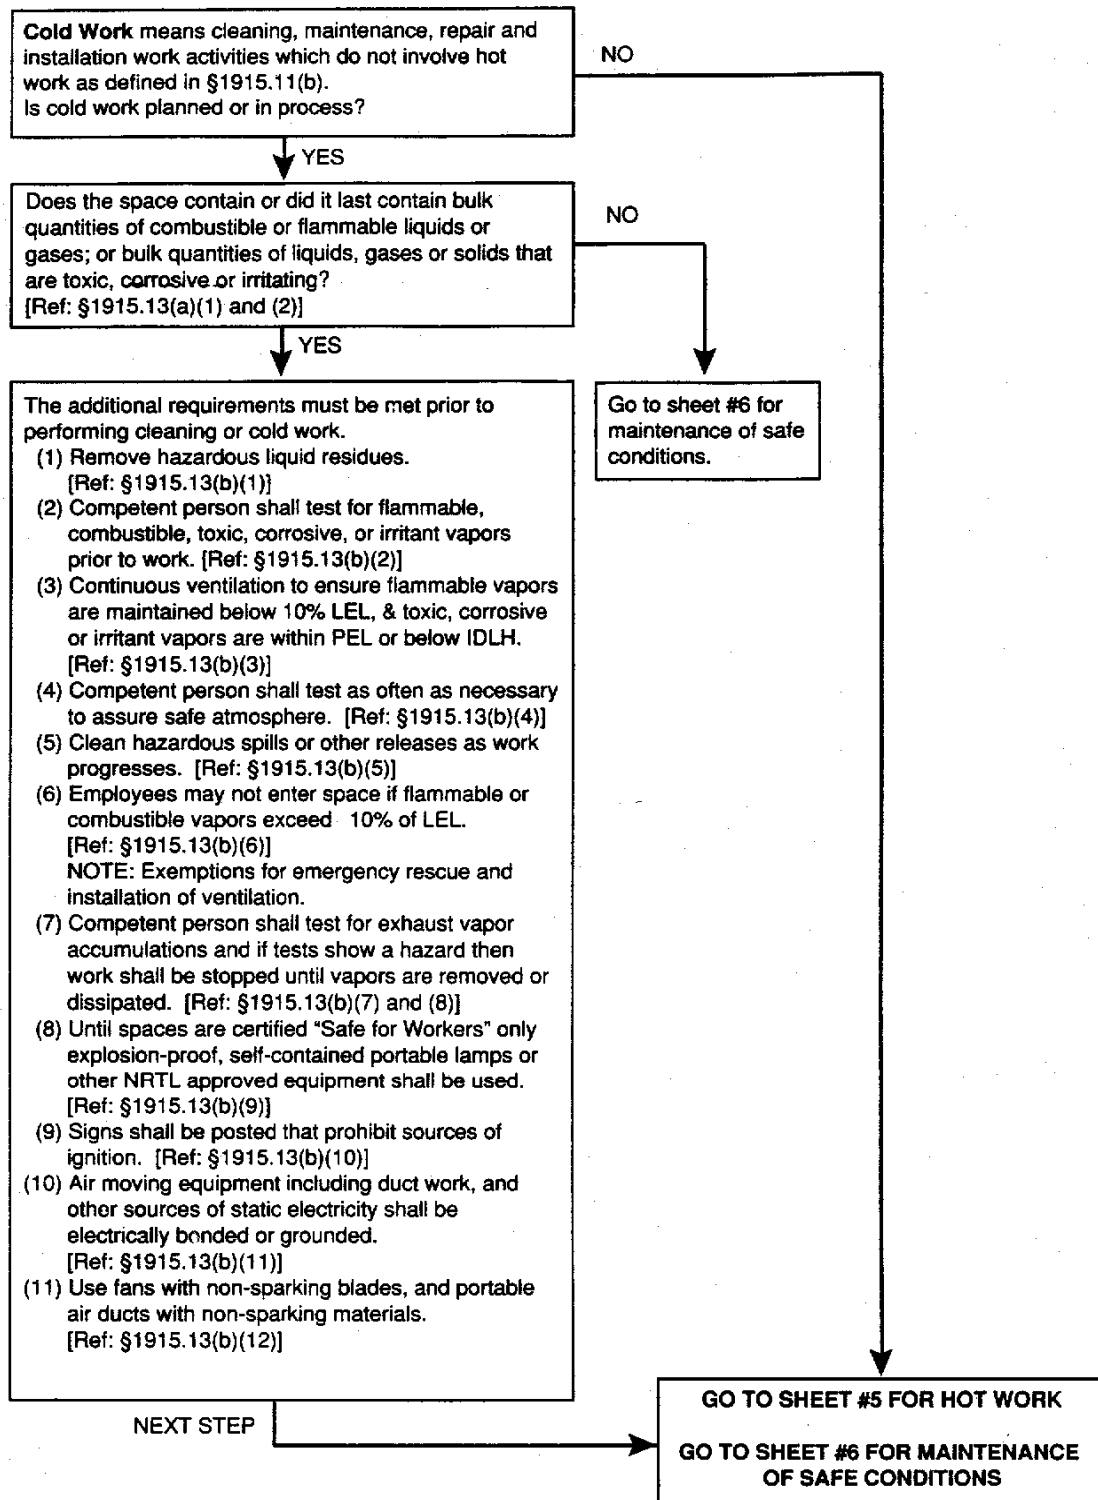 Cold Work means cleaning, maintenance, repair and
installation work activities which do not involve hot
work as defined in §1915.11(b).
Is cold work planned or in process?
NO
YES
Does the space contain or did it last contain bulk
quantities of combustible or flammable liquids or
gases; or bulk quantities of liquids, gases or solids that
are toxic, corrosive or irritating?
[Ref: §1915.13(a)(1) and (2)]
NO
YES
Go to sheet #6 for
maintenance of safe
conditions.
The additional requirements must be met prior to
performing cleaning or cold work.
(1) Remove hazardous liquid residues.
[Ref: §1915.13(b)(1)]
(2) Competent person shall test for flammable,
combustible, toxic, corrosive, or irritant vapors
prior to work. [Ref: §1915.13(b)(2)]
(3) Continuous ventilation to ensure flammable vapors
are maintained below 10% LEL, & toxic, corrosive
or irritant vapors are within PEL or below IDLH.
[Ref: §1915.13(b)(3)]
(4) Competent person shall test as often as necessary
to assure safe atmosphere. [Ref: §1915.13(b)(4)]
(5) Clean hazardous spills or other releases as work
progresses. [Ref: §1915.13(b)(5)]
(6) Employees may not enter space if flammable or
combustible vapors exceed 10% of LEL.
[Ref: §1915.13(b)(6)]
NOTE: Exemptions for emergency rescue and
installation of ventilation.
(7) Competent person shall test for exhaust vapor
accumulations and if tests show a hazard then
work shall be stopped until vapors are removed or
dissipated. [Ref: §1915.13(b)(7) and (8)]
(8) Until spaces are certified "Safe for Workers" only
explosion-proof, self-contained portable lamps or
other NRTL approved equipment shall be used.
[Ref: §1915.13(b)(9)]
(9) Signs shall be posted that prohibit sources of
ignition. [Ref: §1915.13(b)(10)]
(10) Air moving equipment including duct work, and
other sources of static electricity shall be
electrically bonded or grounded.
[Ref: §1915.13(b)(11)]
(11) Use fans with non-sparking blades, and portable
air ducts with non-sparking materials.
[Ref: §1915.13(b)(12)]
NEXT STEP
GO TO SHEET #5 FOR HOT WORK
GO TO SHEET #6 FOR MAINTENANCE
OF SAFE CONDITIONS